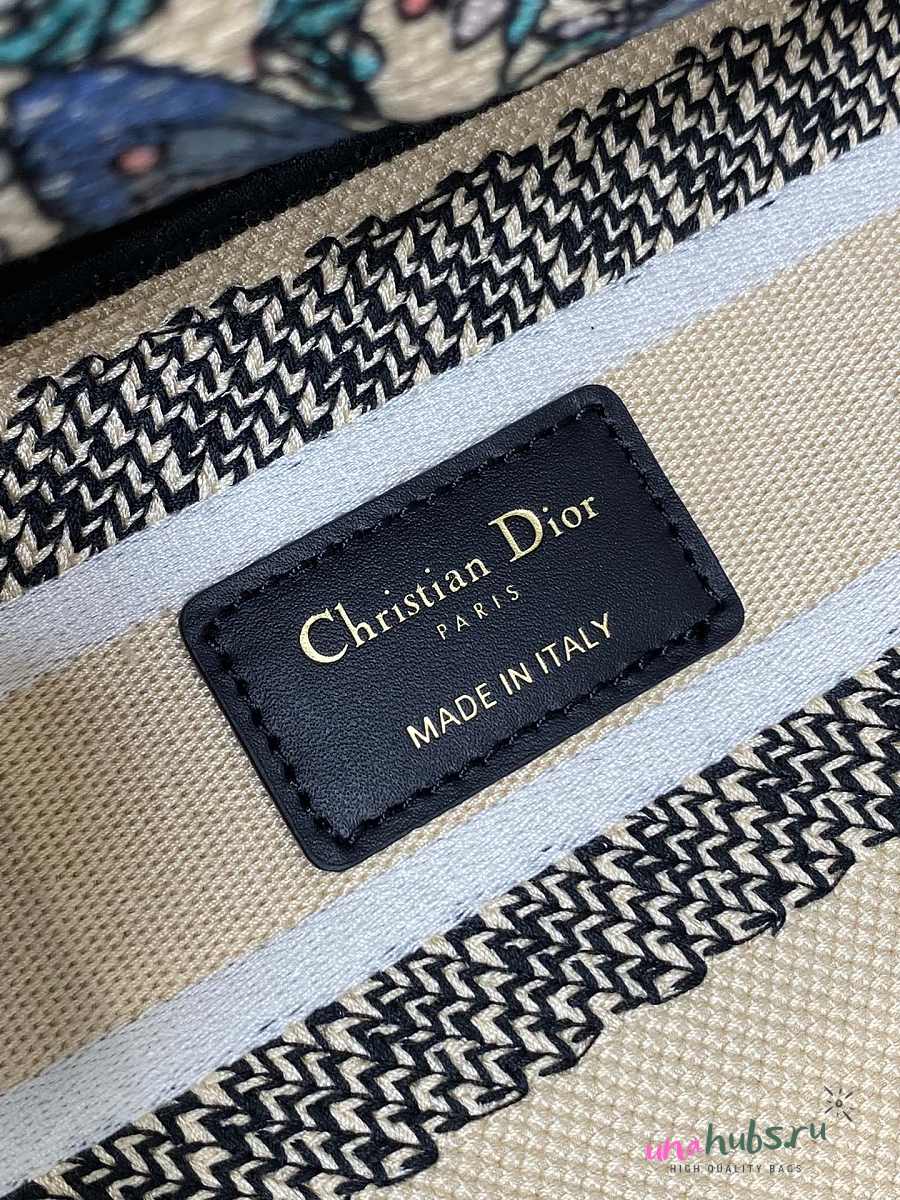 Christian Dior
PARIS
MADE IN ITALY
unahubs.ru
HIGH QUALITY BAGS